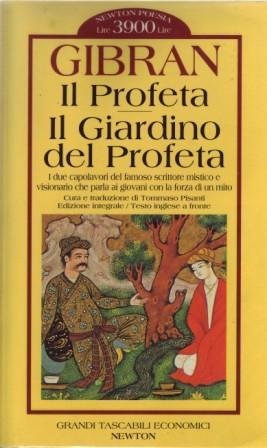 NEWTON POESIA
Lire 3900 Lire
GIBRAN
Il Profeta
Il Giardino
del Profeta
I due capolavori del famoso scrittore mistico e
visionario che parla ai giovani con la forza di un mito
Cura e traduzione di Tommaso Pisanti
Edizione integrale / Testo inglese a fronte
GRANDI TASCABILI ECONOMICI
NEWTON